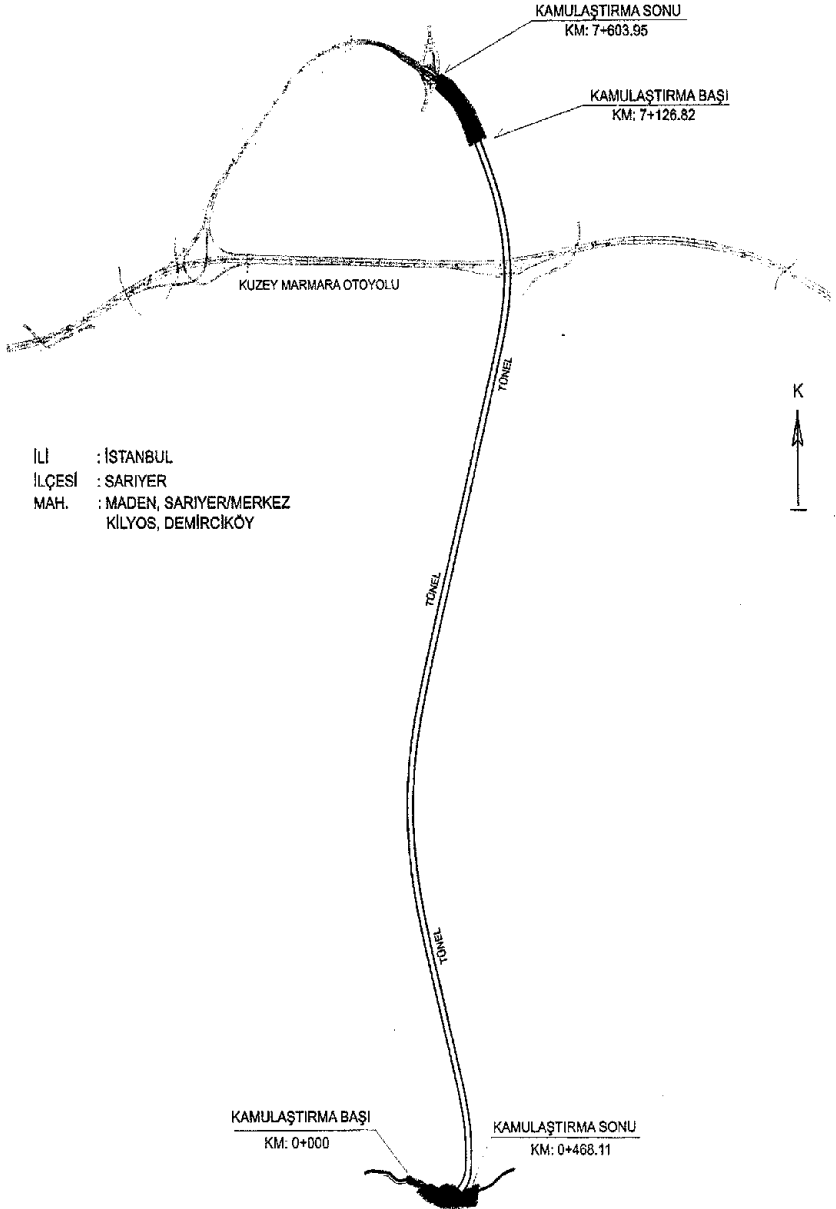 KAMULAŞTIRMA SONU
KM: 7+603.95
KAMULAŞTIRMA BAŞI
KM: 7+126.82
KUZEY MARMARA OTOYOLU
TÜNEL
K
İLİ : İSTANBUL
İLÇESİ : SARIYER
MAH. : MADEN, SARIYER/MERKEZ
KİLYOS, DEMİRCİKÖY
TÜNEL
TÜNEL
KAMULAŞTIRMA BAŞI
KM: 0+000
KAMULAŞTIRMA SONU
KM: 0+468.11